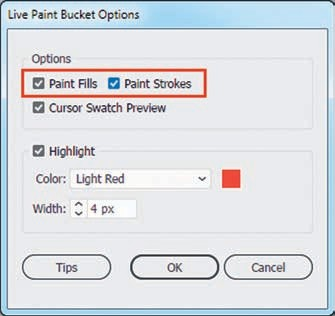 Live Paint Bucket Options
Options
Paint Fills Paint Strokes
Cursor Swatch Preview
Highlight
Color: Light Red
Width: 4 px
Tips OK Cancel